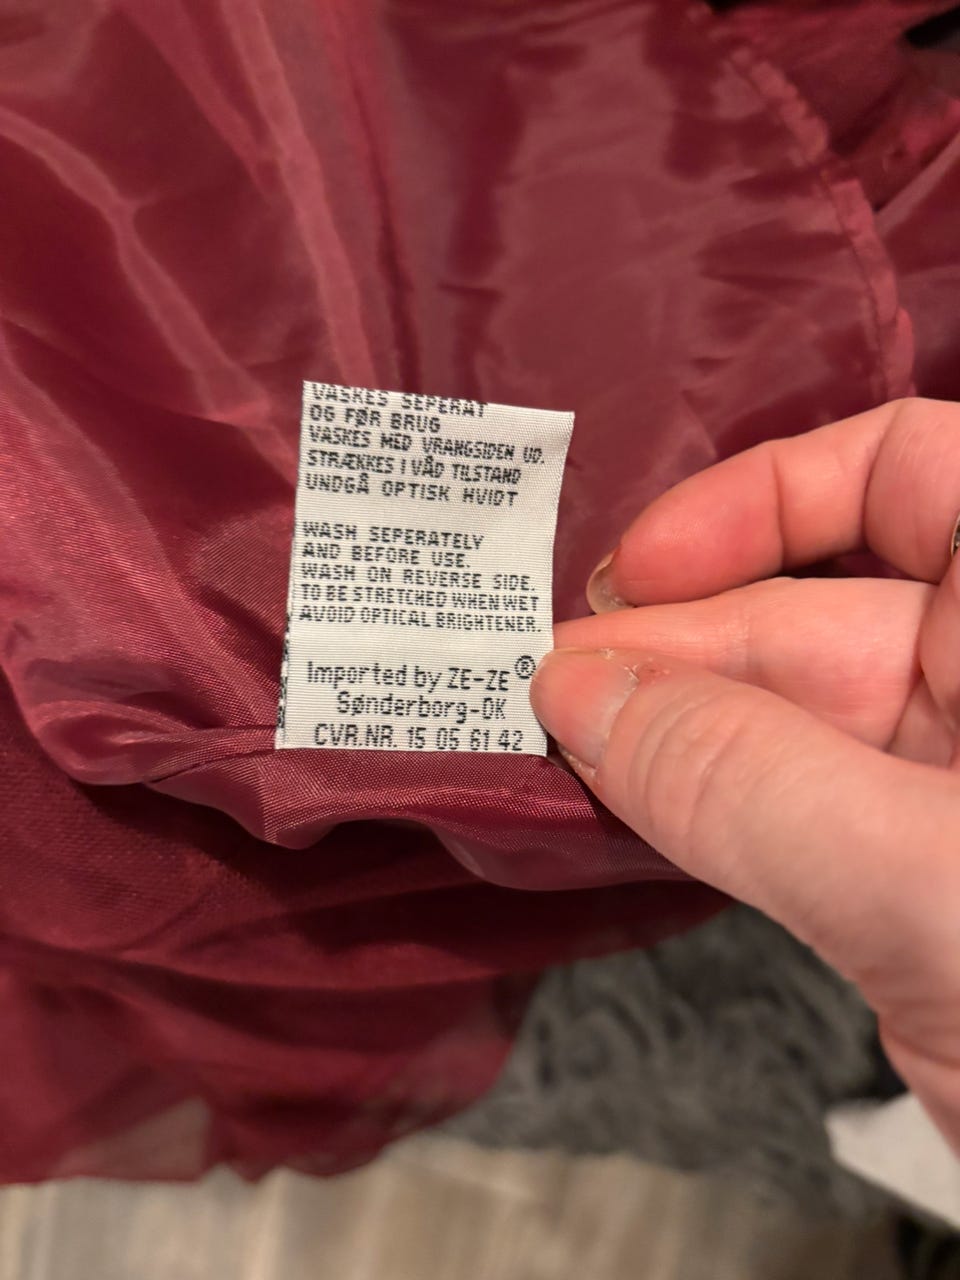 VASKES SEPERAT
OG FØR BRUG
VASKES MED VRANGSIDEN UD.
STRÆKKES I VÅD TILSTAND
UNDGÅ OPTISK HVIDT
WASH SEPERATELY
AND BEFORE USE.
WASH ON REVERSE SIDE.
TO BE STRETCHED WHEN WET
AVOID OPTICAL BRIGHTENER.
Imported by ZE-ZE®
Sønderborg-DK
CVR.NR. 15 05 61 42